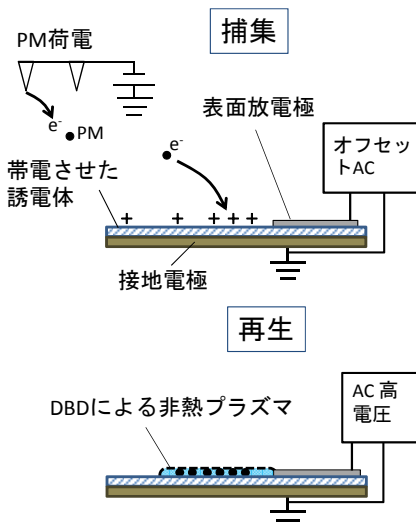 捕集
PM荷電
e-
PM
e-
表面放電極
オフセッ
トAC
帯電させた
誘電体
+ + + + +
接地電極
再生
AC 高
電圧
DBDによる非熱プラズマ